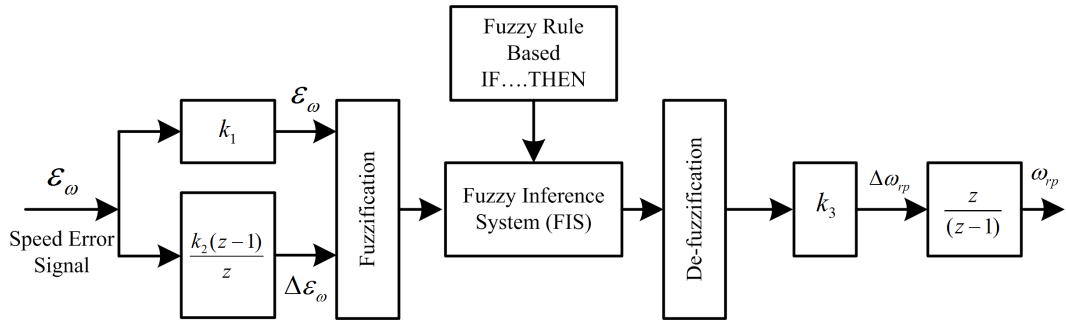 ε_ω
Speed Error
Signal
k_1
k_2(z−1)
z
ε_ω
Δε_ω
Fuzzification
Fuzzy Rule
Based
IF....THEN
Fuzzy Inference
System (FIS)
De-fuzzification
k_3
Δω_rp
z
(z−1)
ω_rp